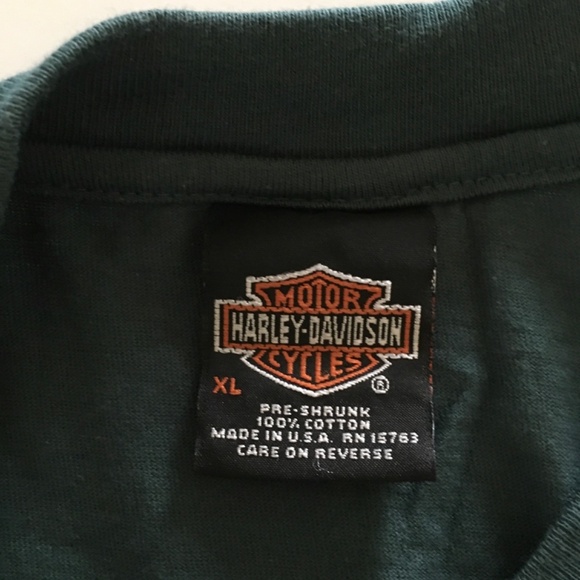 MOTOR
HARLEY-DAVIDSON
CYCLES
XL ®
PRE-SHRUNK
100% COTTON
MADE IN U.S.A. RN 15763
CARE ON REVERSE